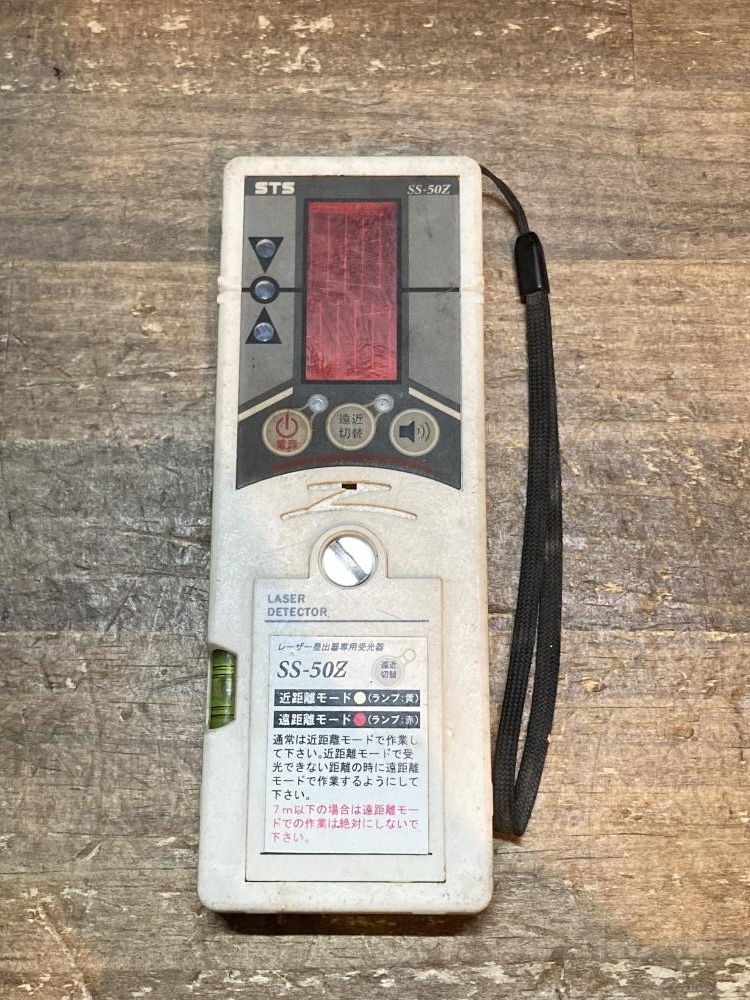 STS
SS-50Z
電源
遠近
切替
LASER
DETECTOR
レーザー墨出器専用受光器
SS-50Z
遠近
切替
近距離モード(ランプ:黄)
遠距離モード(ランプ:赤)
通常は近距離モードで作業し
て下さい。近距離モードで受
光できない距離の時に遠距離
モードで作業するようにして
下さい。
7m以下の場合は遠距離モー
ドでの作業は絶対にしないで
下さい。